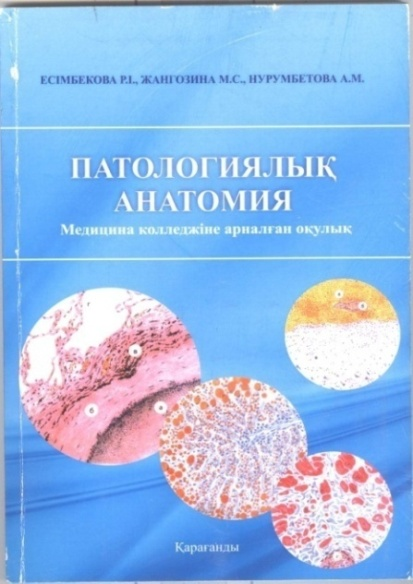 ЕСІМБЕКОВА Р.І., ЖАНГОЗИНА М.С., НУРУМБЕТОВА А.М.
ПАТОЛОГИЯЛЫҚ
АНАТОМИЯ
Медицина колледжіне арналған оқулық
Қарағанды